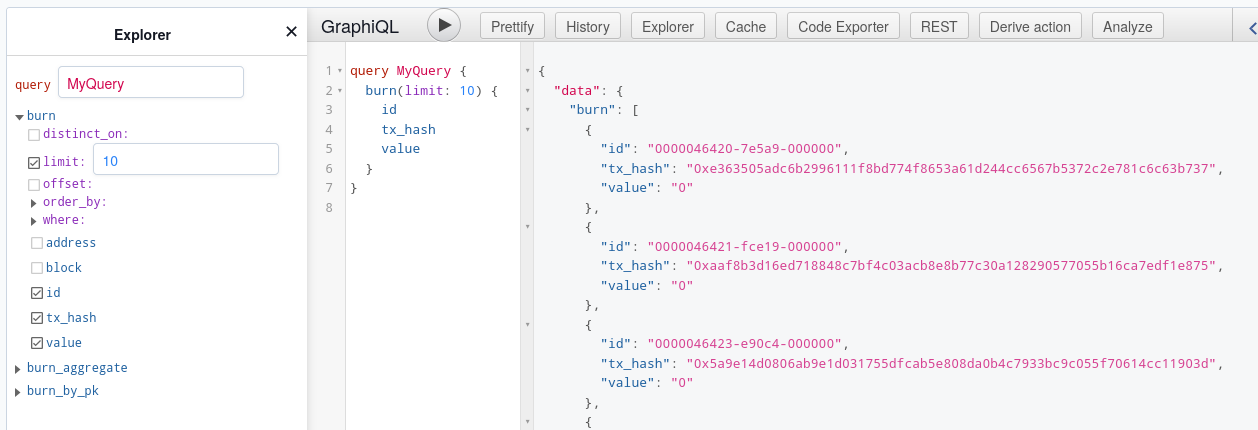 Explorer
✕
query MyQuery
burn
distinct_on:
limit: 10
offset:
order_by:
where:
address
block
id
tx_hash
value
burn_aggregate
burn_by_pk
GraphiQL
Prettify
History
Explorer
Cache
Code Exporter
REST
Derive action
Analyze
1 query MyQuery {
2 burn(limit: 10) {
3 id
4 tx_hash
5 value
6 }
7 }
8
{
"data": {
"burn": [
{
"id": "0000046420-7e5a9-000000",
"tx_hash": "0xe363505adc6b2996111f8bd774f8653a61d244cc6567b5372c2e781c6c63b737",
"value": "0"
},
{
"id": "0000046421-fce19-000000",
"tx_hash": "0xaaf8b3d16ed718848c7bf4c03acb8e8b77c30a128290577055b16ca7edf1e875",
"value": "0"
},
{
"id": "0000046423-e90c4-000000",
"tx_hash": "0x5a9e14d0806ab9e1d031755dfcab5e808da0b4c7933bc9c055f70614cc11903d",
"value": "0"
},
{